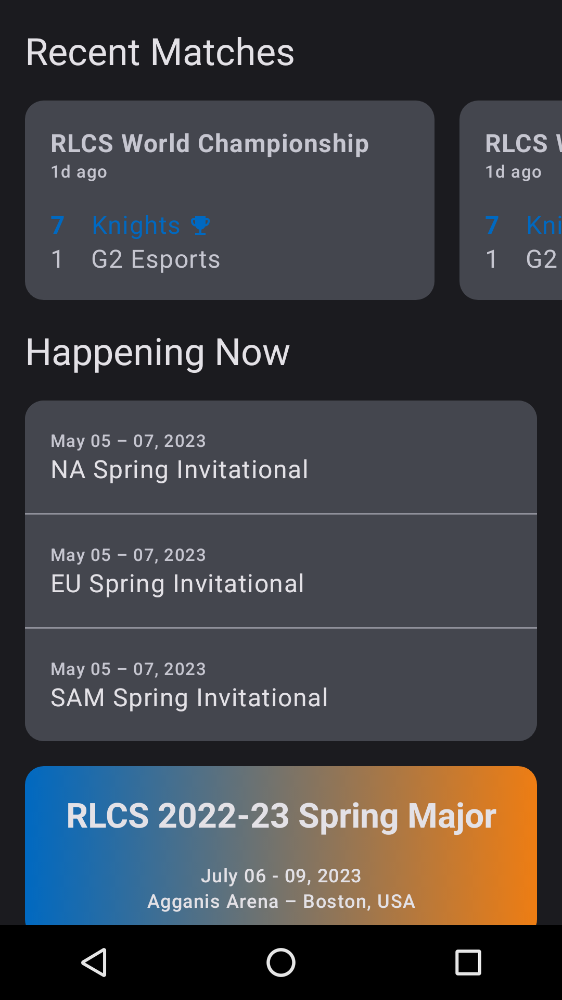 Recent Matches
RLCS World Championship
1d ago
7 Knights
1 G2 Esports
RLCS
1d ago
7
1 G2
Happening Now
May 05 – 07, 2023
NA Spring Invitational
May 05 – 07, 2023
EU Spring Invitational
May 05 – 07, 2023
SAM Spring Invitational
RLCS 2022-23 Spring Major
July 06 - 09, 2023
Agganis Arena – Boston, USA